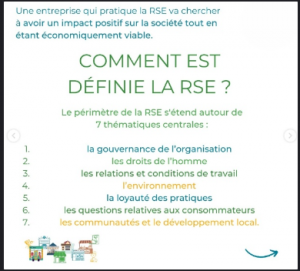 Une entreprise qui pratique la RSE va chercher
à avoir un impact positif sur la société tout en
étant économiquement viable.
COMMENT EST
DÉFINIE LA RSE ?
Le périmètre de la RSE s'étend autour de
7 thématiques centrales :
1. la gouvernance de l'organisation
2. les droits de l'homme
3. les relations et conditions de travail
4. l'environnement
5. la loyauté des pratiques
6. les questions relatives aux consommateurs
7. les communautés et le développement local.